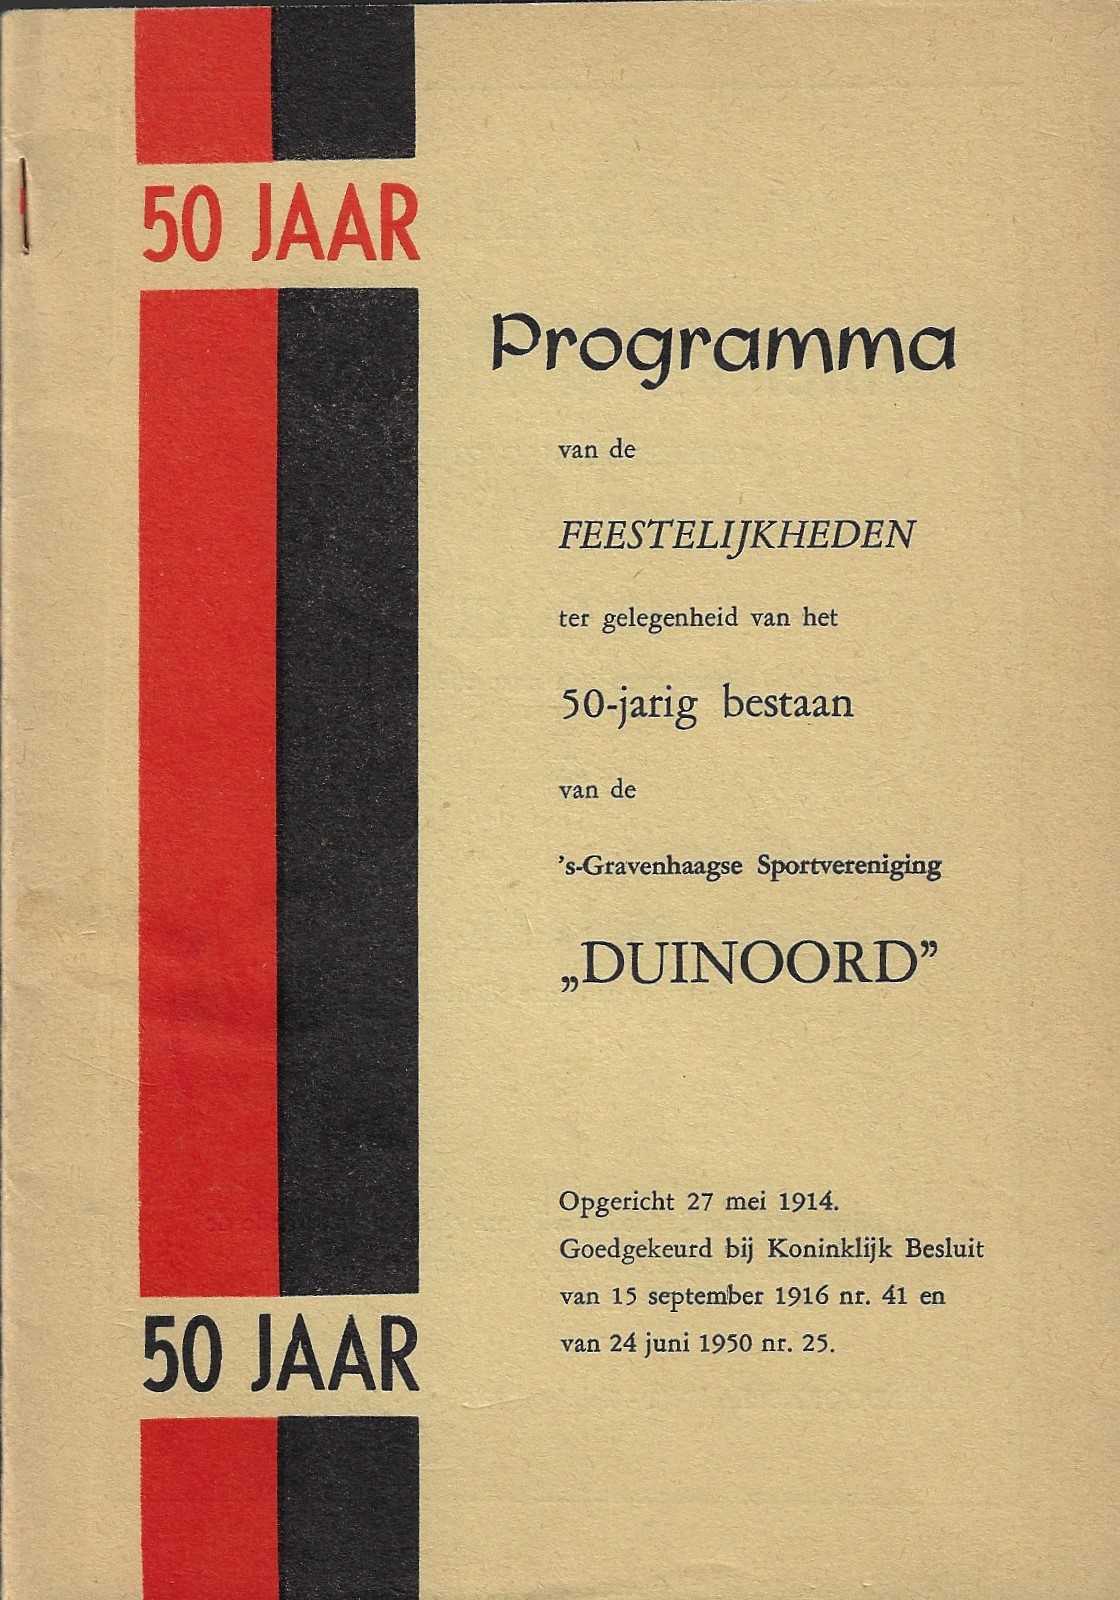 50 JAAR
Programma
van de
FEESTELIJKHEDEN
ter gelegenheid van het
50-jarig bestaan
van de
's-Gravenhaagse Sportvereniging
„DUINOORD”
Opgericht 27 mei 1914.
Goedgekeurd bij Koninklijk Besluit
van 15 september 1916 nr. 41 en
van 24 juni 1950 nr. 25.
50 JAAR